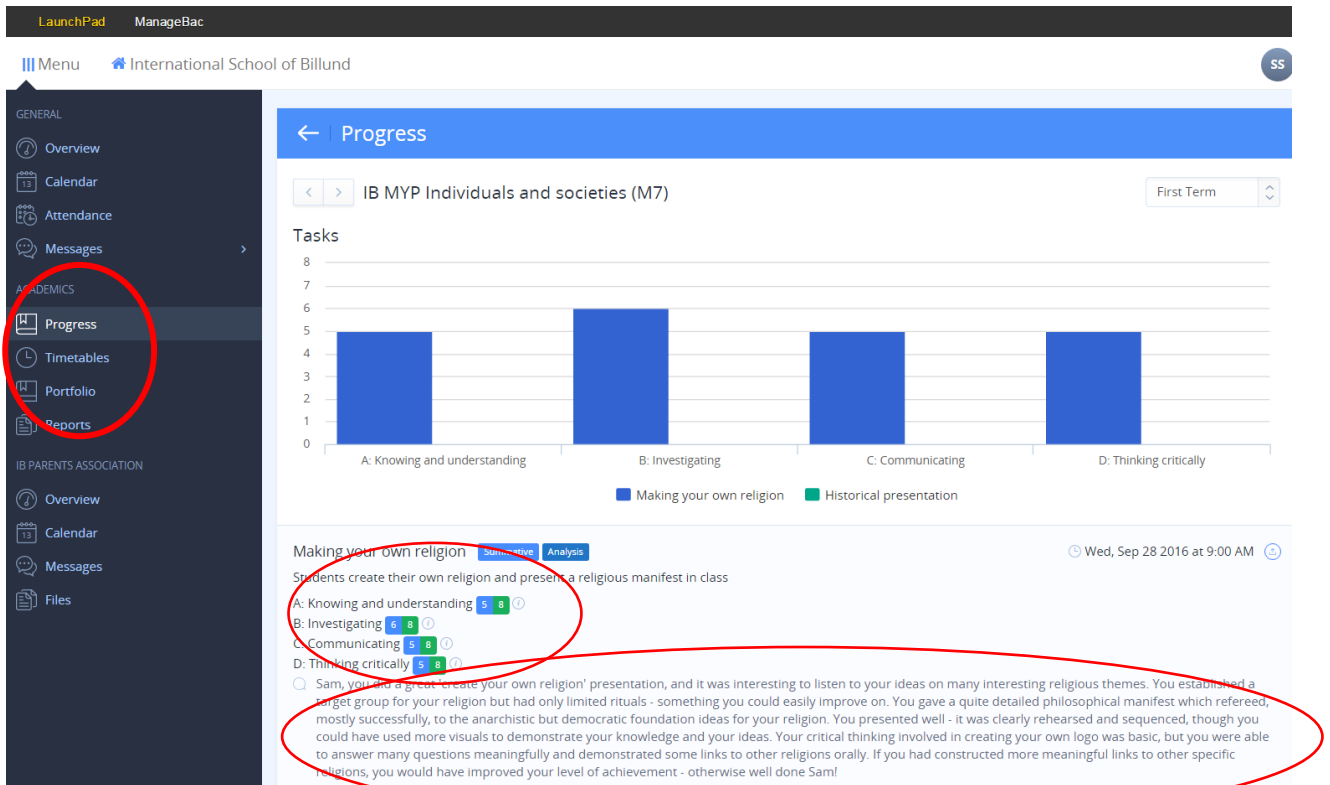 LaunchPad ManageBac
Menu International School of Billund
SS
GENERAL
Overview
13 Calendar
Attendance
Messages
ACADEMICS
Progress
Timetables
Portfolio
Reports
IB PARENTS ASSOCIATION
Overview
13 Calendar
Messages
Files
Progress
IB MYP Individuals and societies (M7) First Term
Tasks
8
7
6
5
4
3
2
1
0
A: Knowing and understanding B: Investigating C: Communicating D: Thinking critically
Making your own religion Historical presentation
Making your own religion Summative Analysis Wed, Sep 28 2016 at 9:00 AM
Students create their own religion and present a religious manifest in class
A: Knowing and understanding 5 8
B: Investigating 6 8
C: Communicating 5 8
D: Thinking critically 5 8
Sam, you did a great 'create your own religion' presentation, and it was interesting to listen to your ideas on many interesting religious themes. You established a
target group for your religion but had only limited rituals - something you could easily improve on. You gave a quite detailed philosophical manifest which refereed,
mostly successfully, to the anarchistic but democratic foundation ideas for your religion. You presented well - it was clearly rehearsed and sequenced, though you
could have used more visuals to demonstrate your knowledge and your ideas. Your critical thinking involved in creating your own logo was basic, but you were able
to answer many questions meaningfully and demonstrated some links to other religions orally. If you had constructed more meaningful links to other specific
religions, you would have improved your level of achievement - otherwise well done Sam!